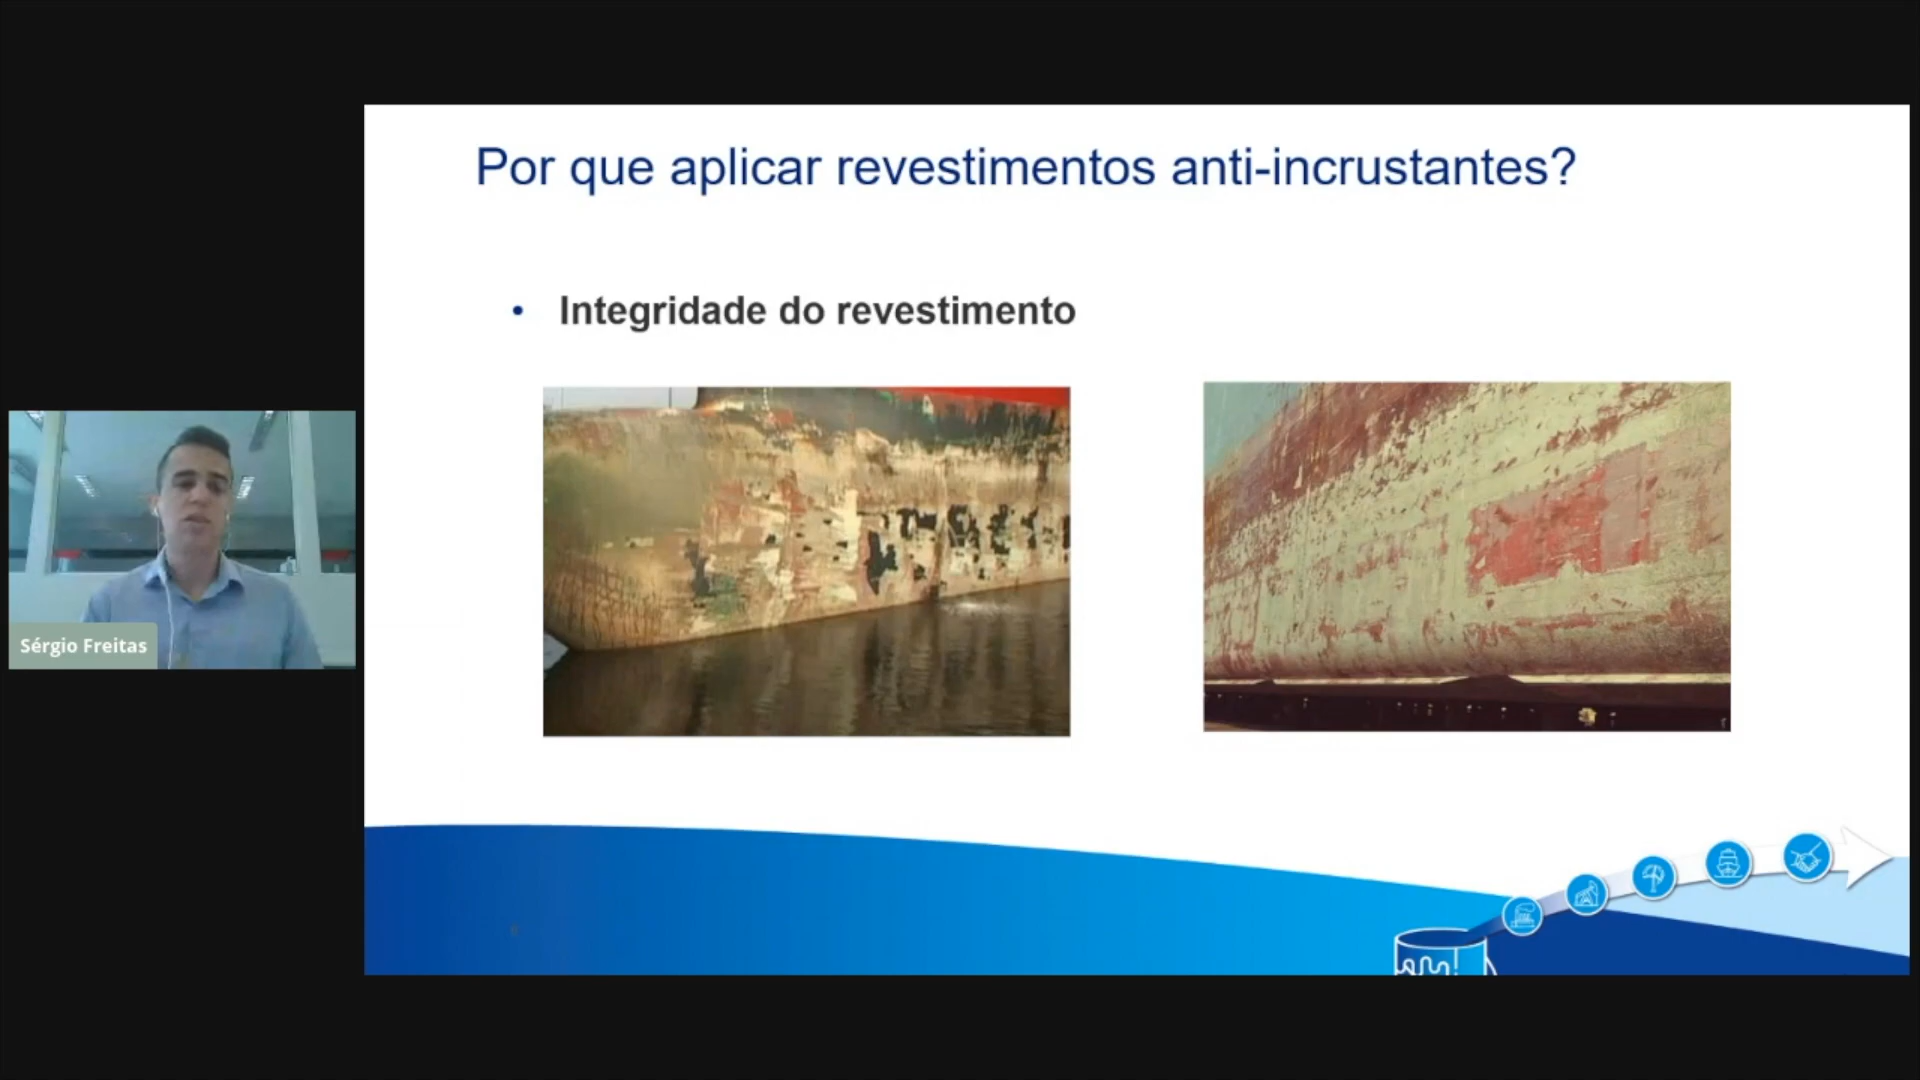 Por que aplicar revestimentos anti-incrustantes?
• Integridade do revestimento
Sérgio Freitas